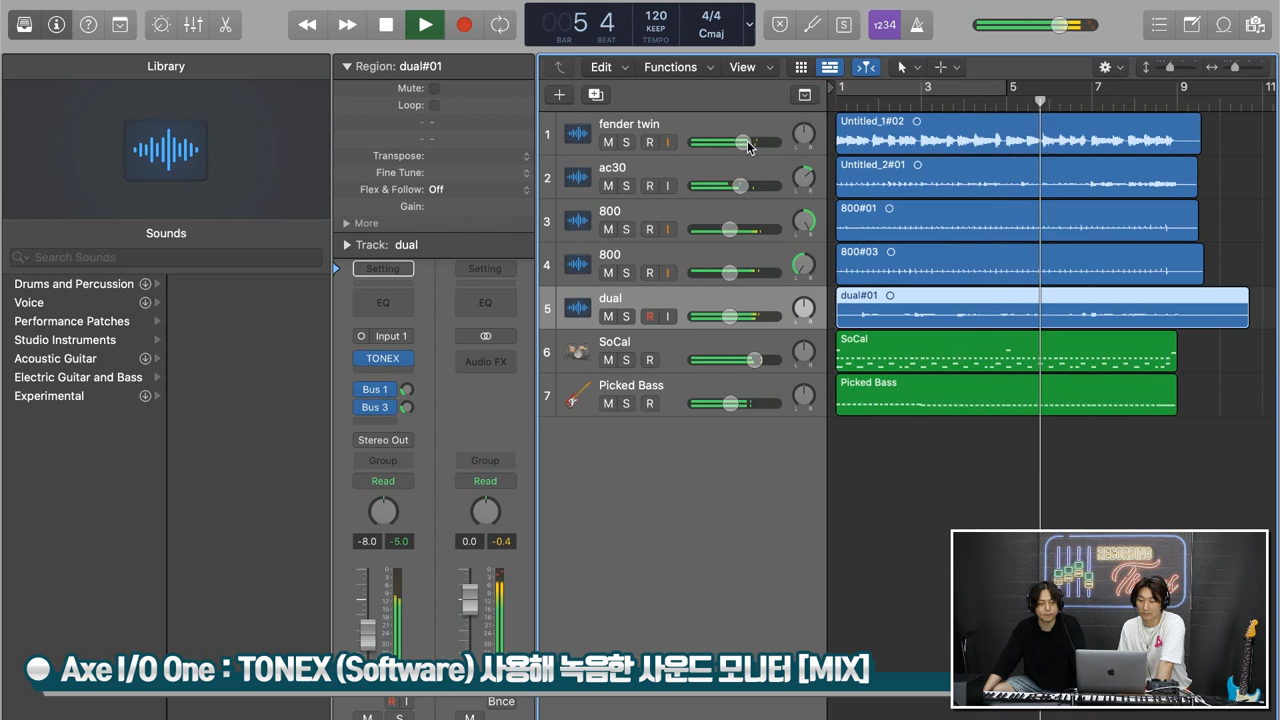 5 4
BAR BEAT
120
KEEP
TEMPO
4/4
Cmaj
1234
Library
Region: dual#01
Mute:
Loop:
Transpose:
Fine Tune:
Flex & Follow: Off
Gain:
More
Track: dual
Sounds
Search Sounds
Drums and Percussion
Voice
Performance Patches
Studio Instruments
Acoustic Guitar
Electric Guitar and Bass
Experimental
Setting Setting
EQ EQ
Input 1
TONEX Audio FX
Bus 1
Bus 3
Stereo Out
Group Group
Read Read
-8.0 -5.0 0.0 -0.4
R I Bnce
M S M
Edit Functions View
1 3 5 7 9
1 fender twin
M S R I
L R
Untitled_1#02
2 ac30
M S R I
L R
Untitled_2#01
3 800
M S R I
L R
800#01
4 800
M S R I
L R
800#03
5 dual
M S R I
L R
dual#01
6 SoCal
M S R
L R
SoCal
7 Picked Bass
M S R
L R
Picked Bass
RECORDING
Axe I/O One : TONEX (Software) 사용해 녹음한 사운드 모니터 [MIX]